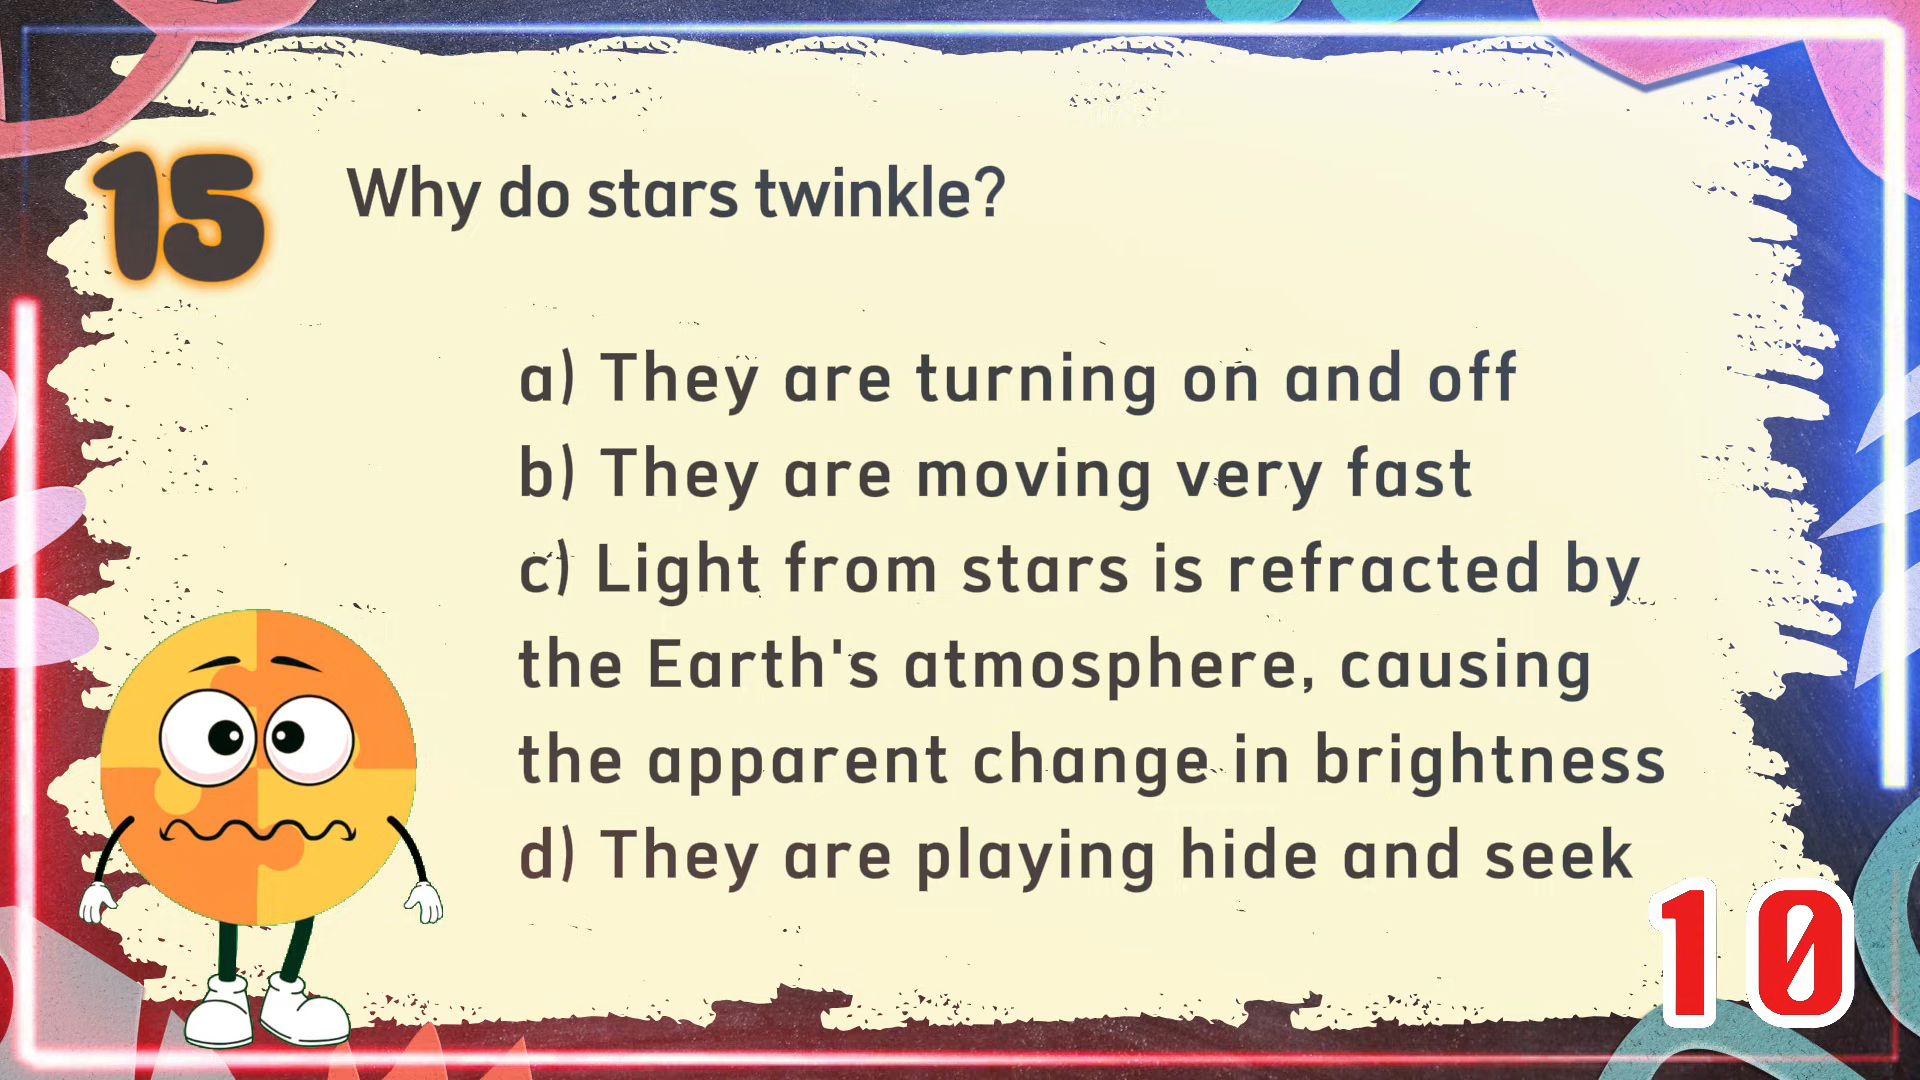 15
Why do stars twinkle?
a) They are turning on and off
b) They are moving very fast
c) Light from stars is refracted by
the Earth's atmosphere, causing
the apparent change in brightness
d) They are playing hide and seek
10